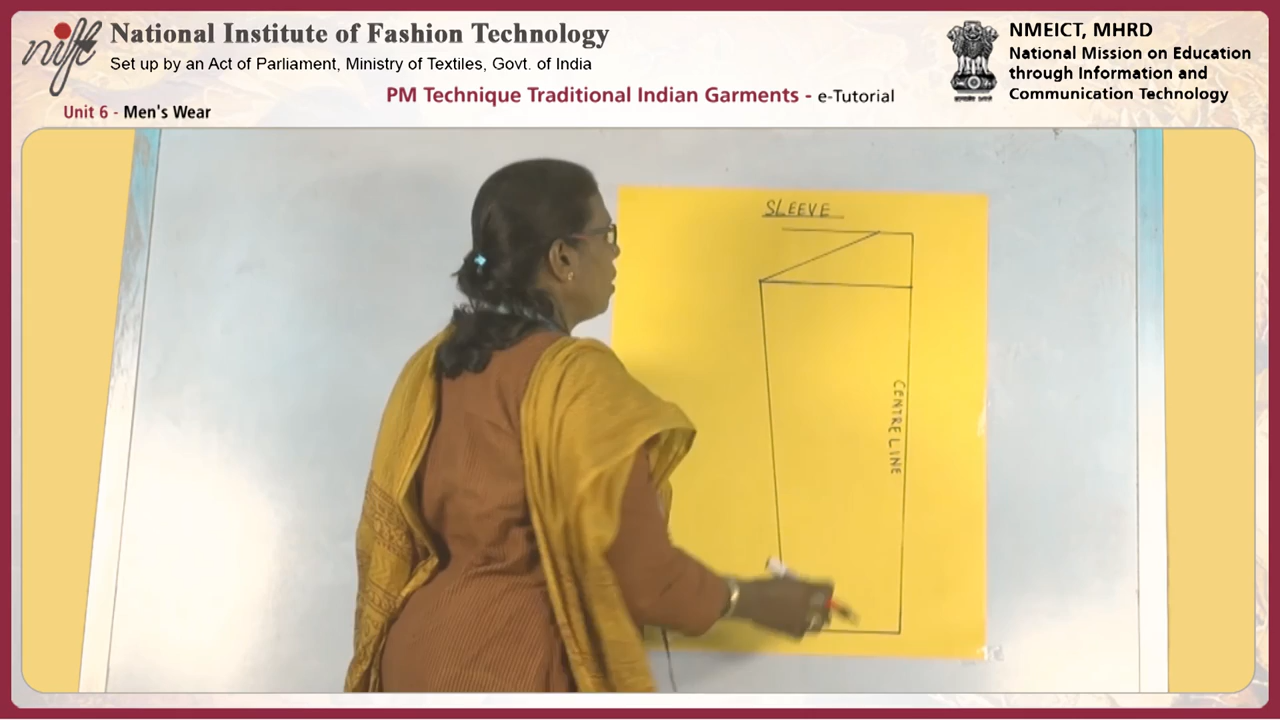 nift
National Institute of Fashion Technology
Set up by an Act of Parliament, Ministry of Textiles, Govt. of India
NMEICT, MHRD
National Mission on Education
through Information and
Communication Technology
PM Technique Traditional Indian Garments - e-Tutorial
Unit 6 - Men's Wear
SLEEVE
CENTRE LINE